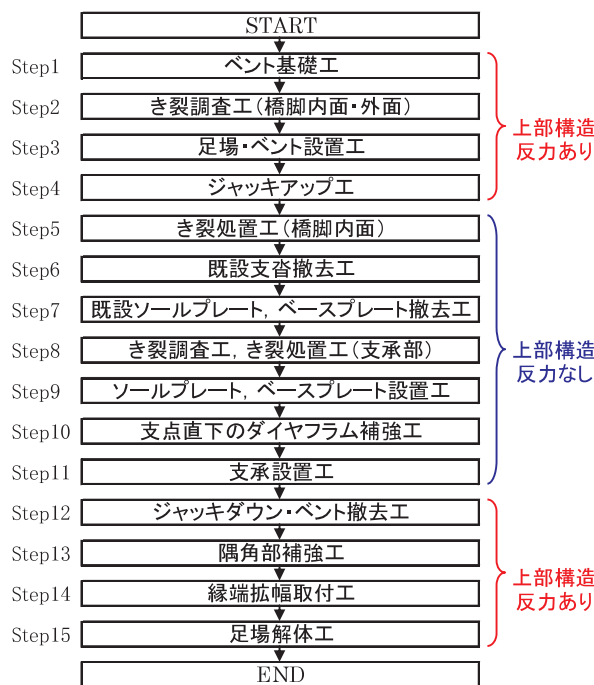 START
Step1 ベント基礎工
Step2 き裂調査工(橋脚内面・外面)
Step3 足場・ベント設置工
Step4 ジャッキアップ工
上部構造
反力あり
Step5 き裂処置工(橋脚内面)
Step6 既設支沓撤去工
Step7 既設ソールプレート，ベースプレート撤去工
Step8 き裂調査工，き裂処置工(支承部)
Step9 ソールプレート，ベースプレート設置工
Step10 支点直下のダイヤフラム補強工
Step11 支承設置工
上部構造
反力なし
Step12 ジャッキダウン・ベント撤去工
Step13 隅角部補強工
Step14 縁端拡幅取付工
Step15 足場解体工
上部構造
反力あり
END